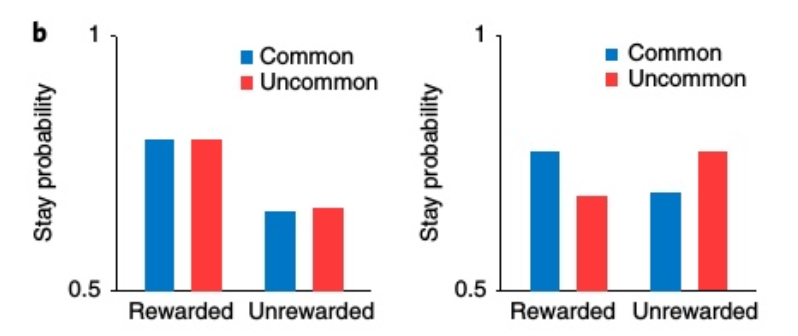 b
1
Common
Uncommon
Stay probability
0.5
Rewarded Unrewarded
1
Common
Uncommon
Stay probability
0.5
Rewarded Unrewarded